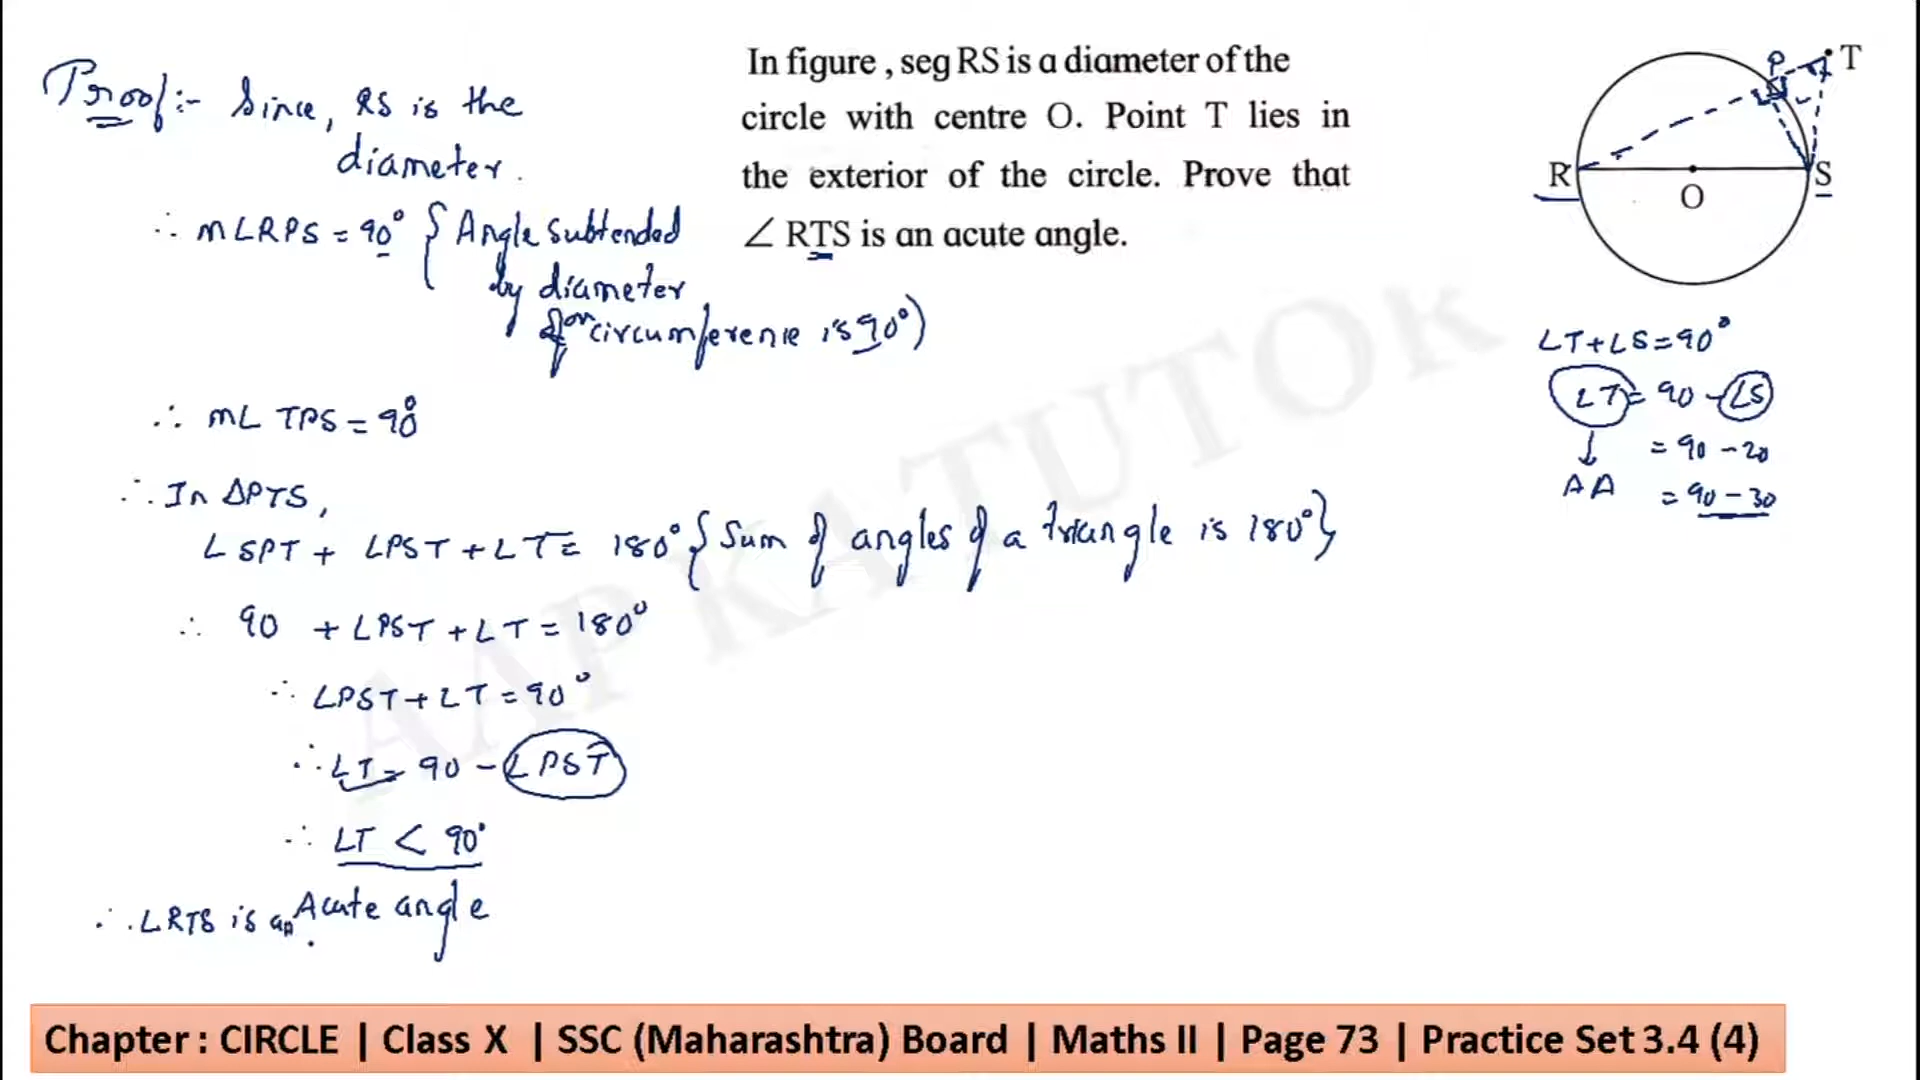 Proof :- Since, RS is the
diameter.
∴ m∠RPS = 90° { Angle subtended
by diameter
on circumference is 90° )
∴ m∠ TPS = 90°
∴ In ΔPTS,
∠SPT + ∠PST + ∠T = 180° { Sum of angles of a triangle is 180° }
∴ 90 + ∠PST + ∠T = 180°
∴ ∠PST + ∠T = 90°
∴ ∠T = 90 - ∠PST
∴ ∠T < 90°
∴ ∠RTS is an Acute angle
In figure , seg RS is a diameter of the
circle with centre O. Point T lies in
the exterior of the circle. Prove that
∠ RTS is an acute angle.
P
T
R
O
S
∠T + ∠S = 90°
∠T = 90 - ∠S
= 90 - 20
AA
= 90 - 30
AAP KA TUTOR
Chapter : CIRCLE | Class X | SSC (Maharashtra) Board | Maths II | Page 73 | Practice Set 3.4 (4)